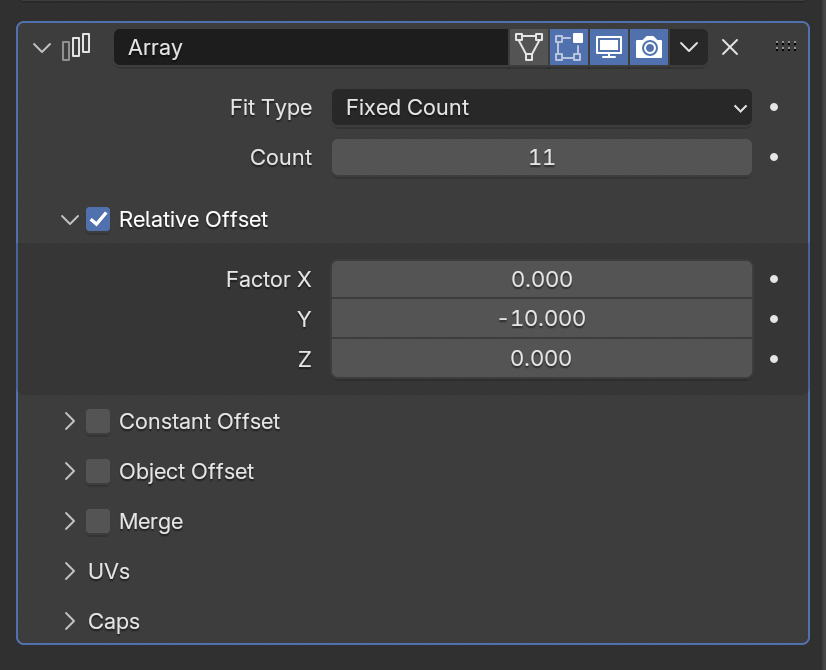 Array
Fit Type Fixed Count
Count 11
Relative Offset
Factor X 0.000
Y -10.000
Z 0.000
Constant Offset
Object Offset
Merge
UVs
Caps